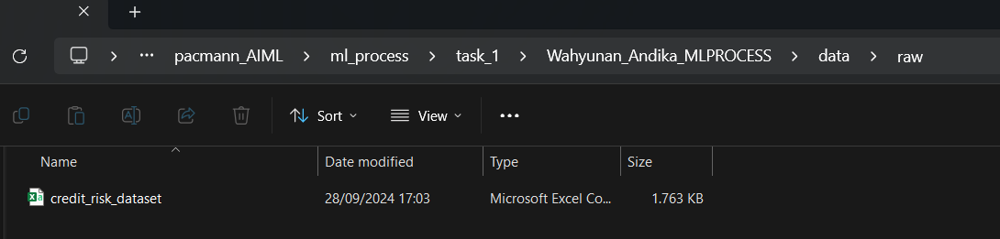 pacmann_AIML > ml_process > task_1 > Wahyunan_Andika_MLPROCESS > data > raw
Sort View
Name Date modified Type Size
credit_risk_dataset 28/09/2024 17:03 Microsoft Excel Co... 1.763 KB